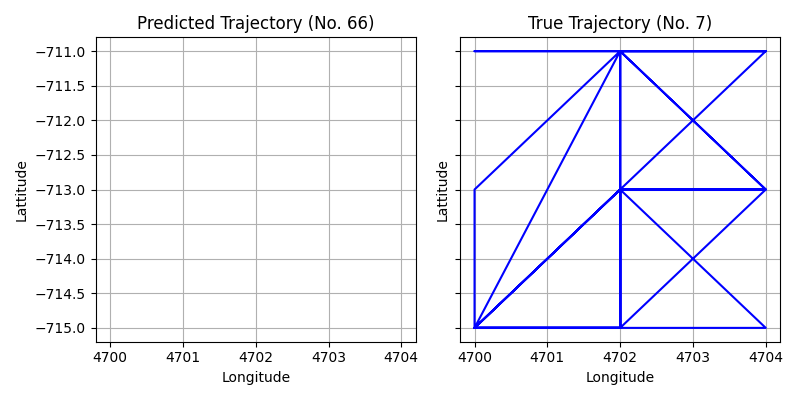 Predicted Trajectory (No. 66)
True Trajectory (No. 7)
Lattitude
−711.0
−711.5
−712.0
−712.5
−713.0
−713.5
−714.0
−714.5
−715.0
4700 4701 4702 4703 4704
Longitude
Lattitude
4700 4701 4702 4703 4704
Longitude